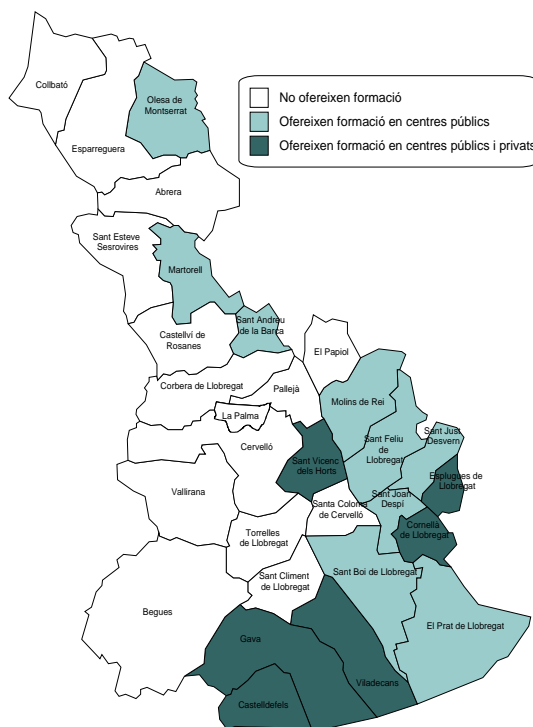 Collbató
Olesa de
Montserrat
No ofereixen formació
Ofereixen formació en centres públics
Ofereixen formació en centres públics i privats
Esparreguera
Abrera
Sant Esteve
Sesrovires
Martorell
Sant Andreu
de la Barca
Castellví de
Rosanes
El Papiol
Corbera de Llobregat
Pallejà
Molins de Rei
La Palma
Cervelló
Sant Feliu
de
Llobregat
Sant Just
Desvern
Sant Vicenc
dels Horts
Esplugues de
Llobregat
Vallirana
Santa Coloma
de Cervelló
Sant Joan
Despí
Cornellà
de Llobregat
Torrelles
de Llobregat
Sant Climent
de Llobregat
Sant Boi de Llobregat
Begues
El Prat de Llobregat
Gava
Viladecans
Castelldefels